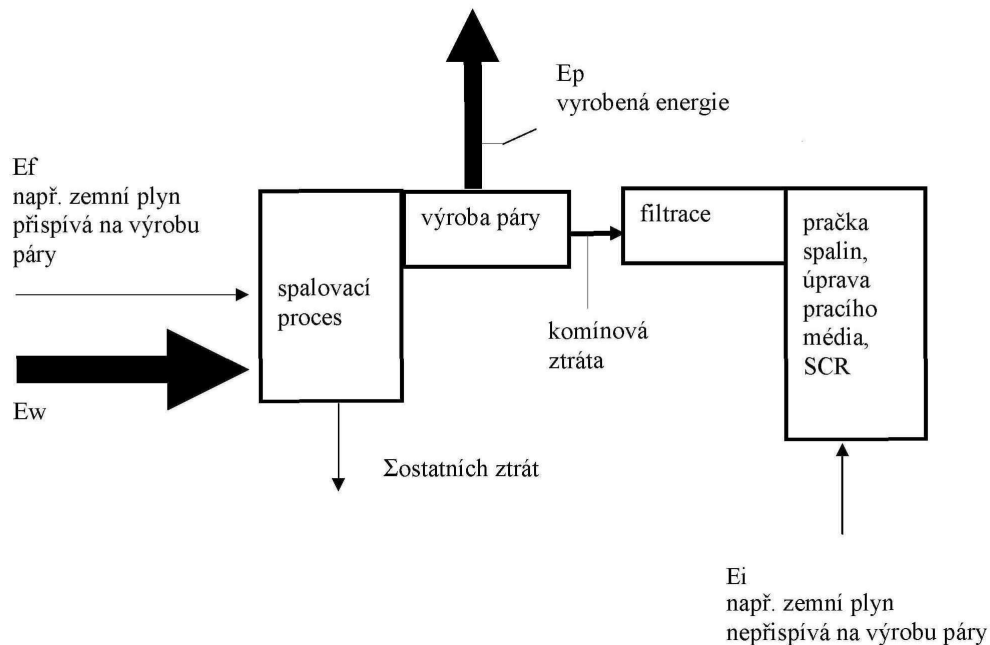 Ep
vyrobená energie
Ef
např. zemní plyn
přispívá na výrobu
páry
výroba páry
filtrace
pračka
spalin,
úprava
pracího
média,
SCR
spalovací
proces
komínová
ztráta
Ew
Σostatních ztrát
Ei
např. zemní plyn
nepřispívá na výrobu páry